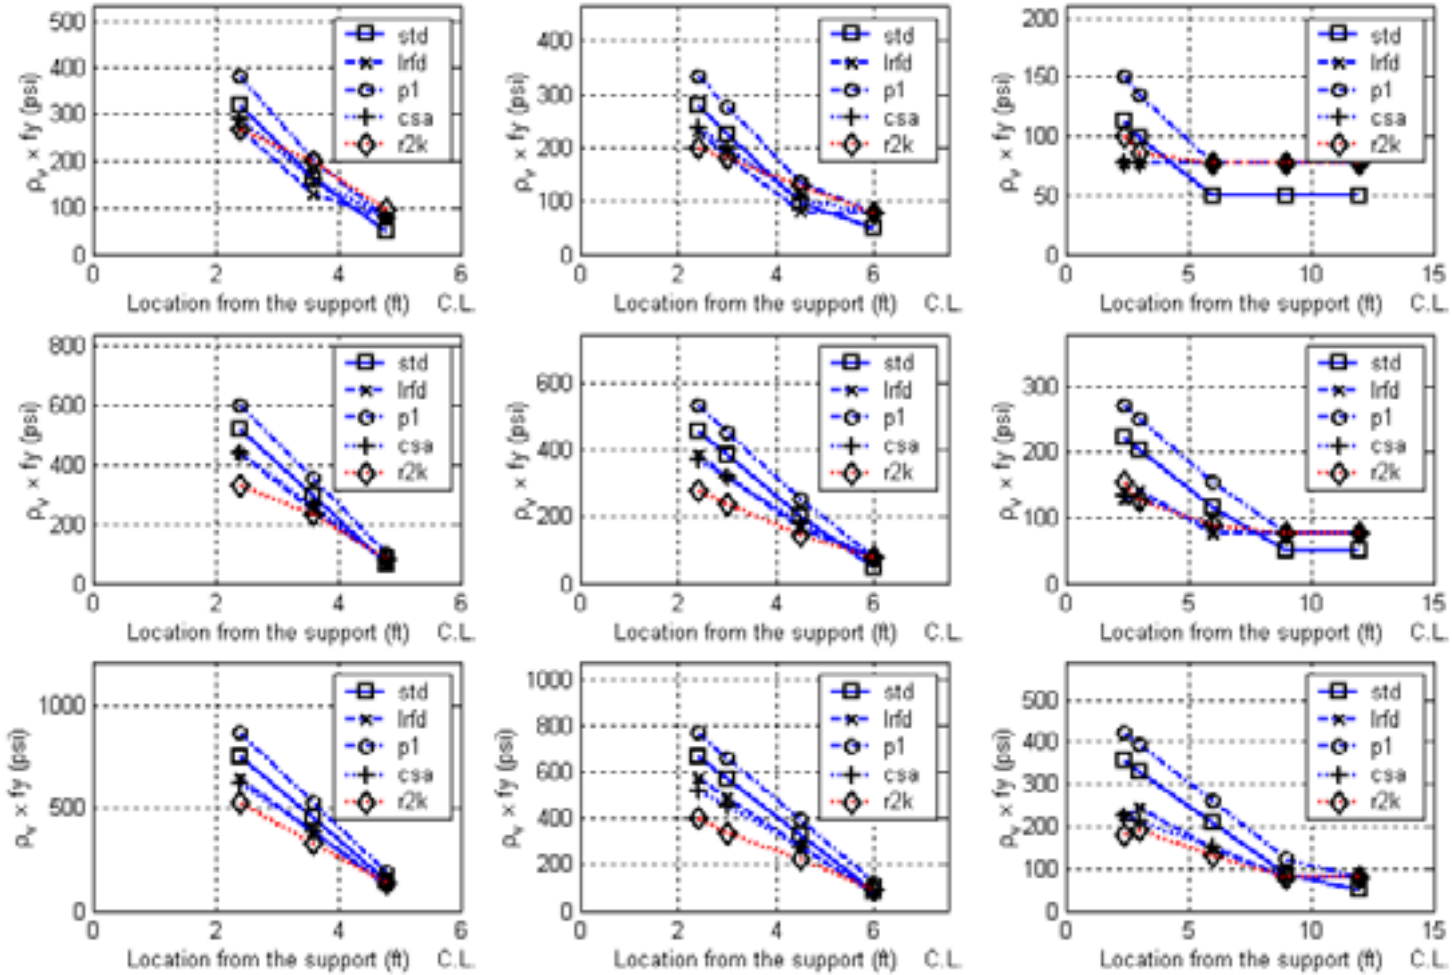 500
400
300
200
100
0
ρv × fy (psi)
std
lrfd
p1
csa
r2k
0 2 4 6
Location from the support (ft) C.L.
400
300
200
100
0
ρv × fy (psi)
std
lrfd
p1
csa
r2k
0 2 4 6
Location from the support (ft) C.L.
200
150
100
50
0
ρv × fy (psi)
std
lrfd
p1
csa
r2k
0 5 10 15
Location from the support (ft) C.L.
800
600
400
200
0
ρv × fy (psi)
std
lrfd
p1
csa
r2k
0 2 4 6
Location from the support (ft) C.L.
600
400
200
0
ρv × fy (psi)
std
lrfd
p1
csa
r2k
0 2 4 6
Location from the support (ft) C.L.
300
200
100
0
ρv × fy (psi)
std
lrfd
p1
csa
r2k
0 5 10 15
Location from the support (ft) C.L.
1000
500
0
ρv × fy (psi)
std
lrfd
p1
csa
r2k
0 2 4 6
Location from the support (ft) C.L.
1000
800
600
400
200
0
ρv × fy (psi)
std
lrfd
p1
csa
r2k
0 2 4 6
Location from the support (ft) C.L.
500
400
300
200
100
0
ρv × fy (psi)
std
lrfd
p1
csa
r2k
0 5 10 15
Location from the support (ft) C.L.